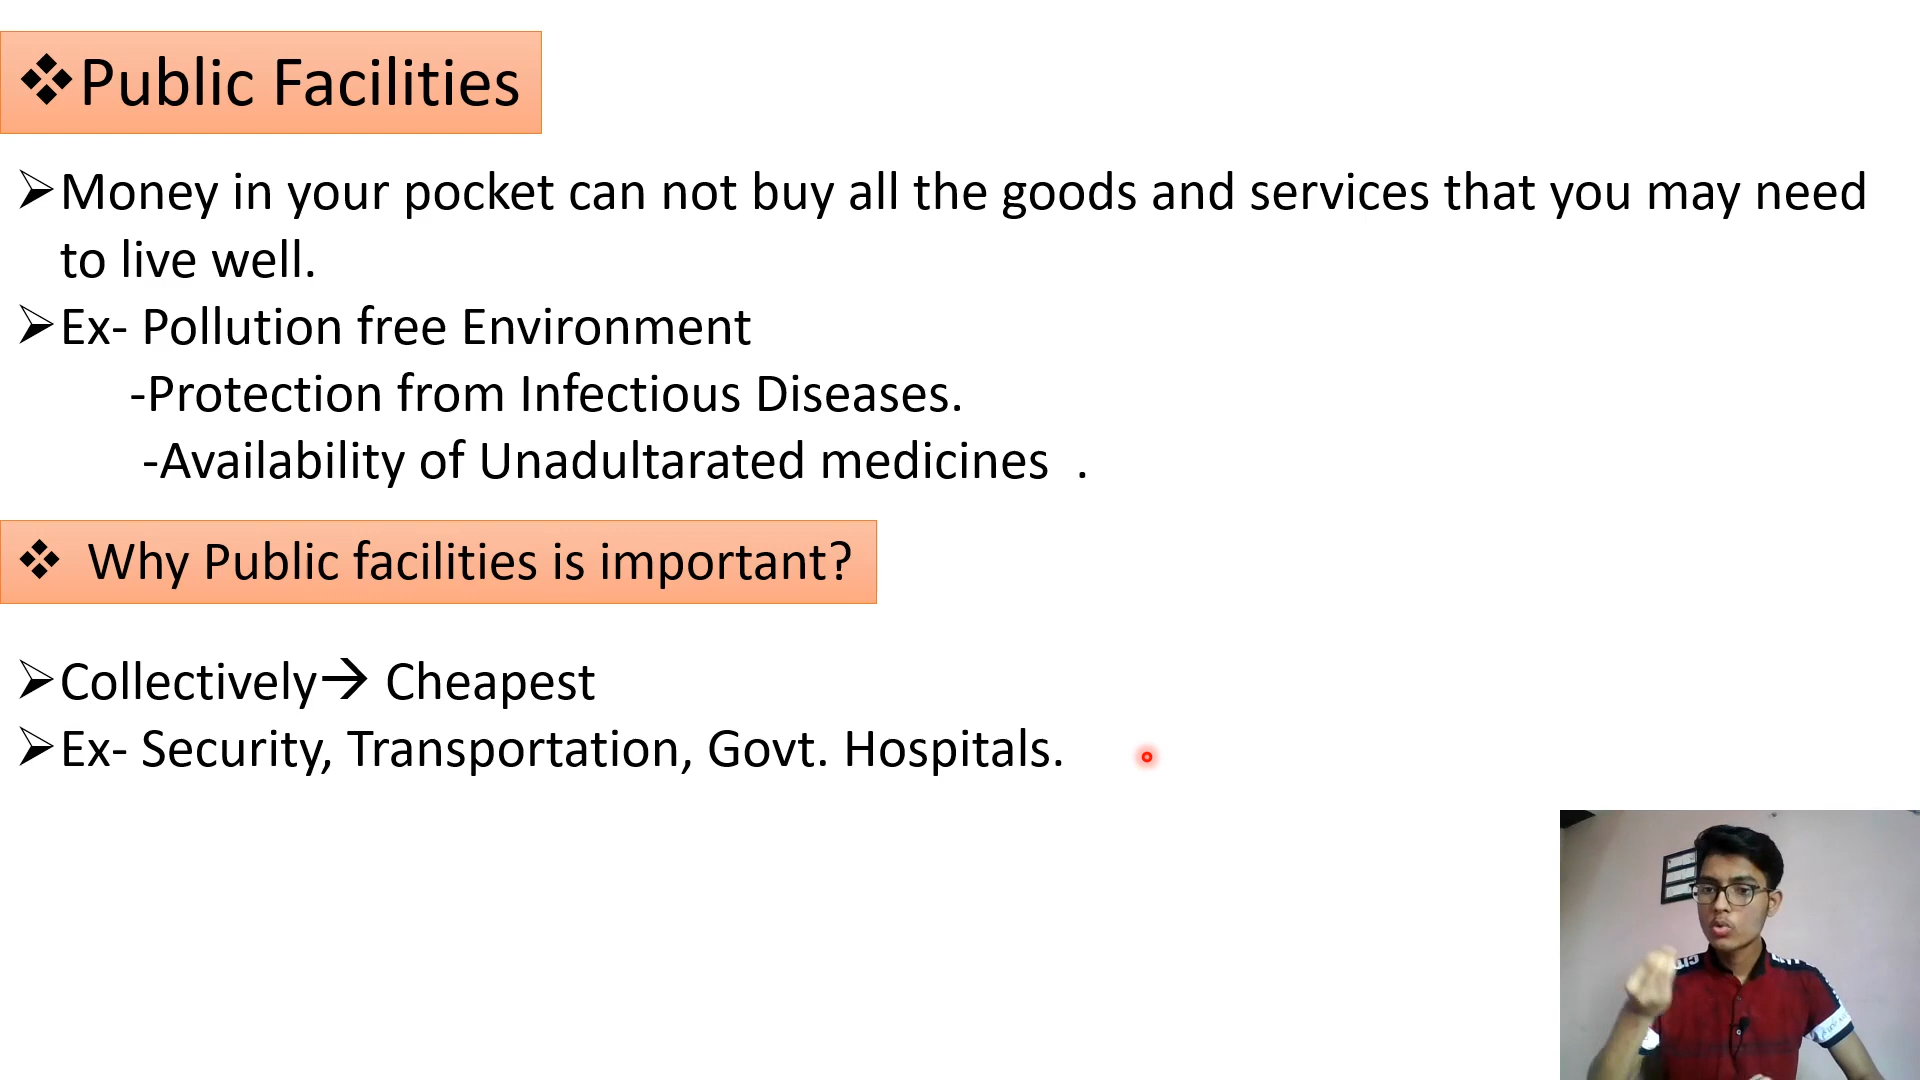 ❖Public Facilities
➢Money in your pocket can not buy all the goods and services that you may need
to live well.
➢Ex- Pollution free Environment
-Protection from Infectious Diseases.
-Availability of Unadultarated medicines .
❖ Why Public facilities is important?
➢Collectively→ Cheapest
➢Ex- Security, Transportation, Govt. Hospitals.